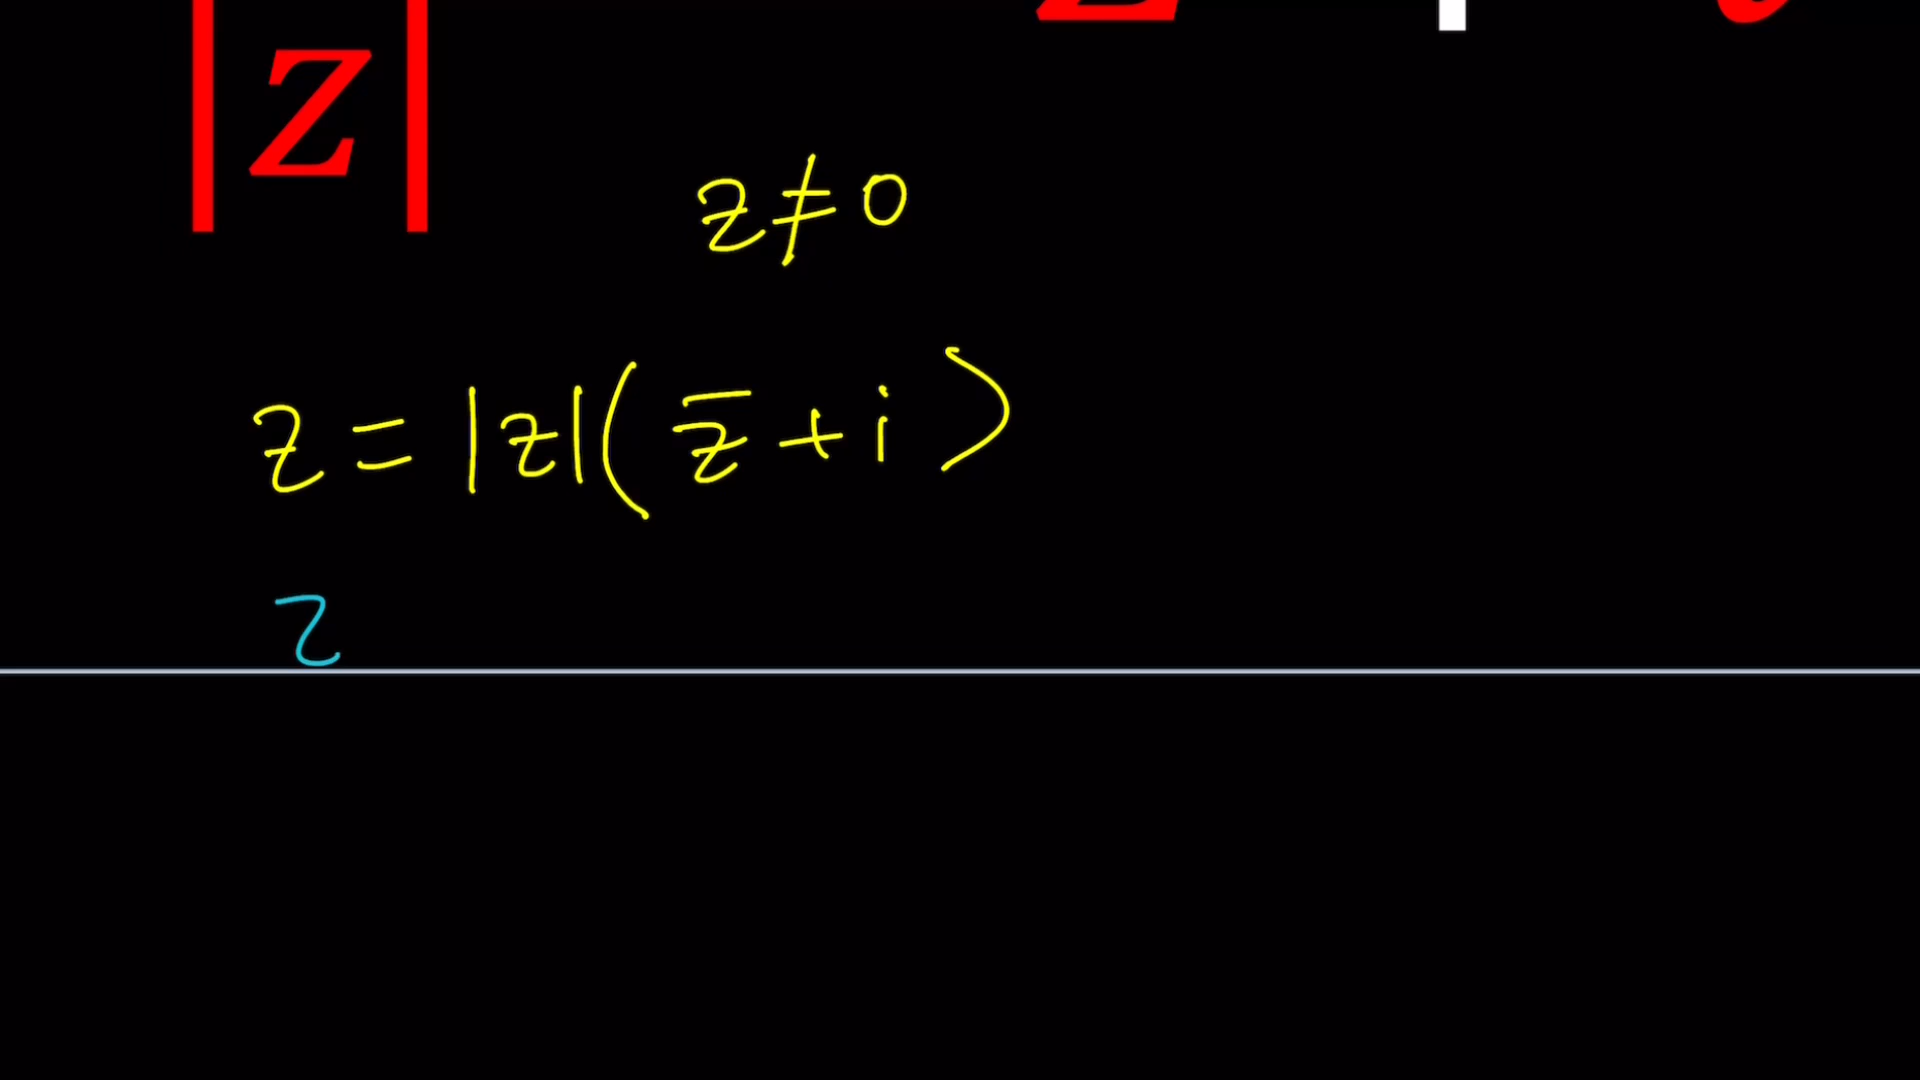 |z|
z ≠ 0
z = |z|( z̅ + i )
z